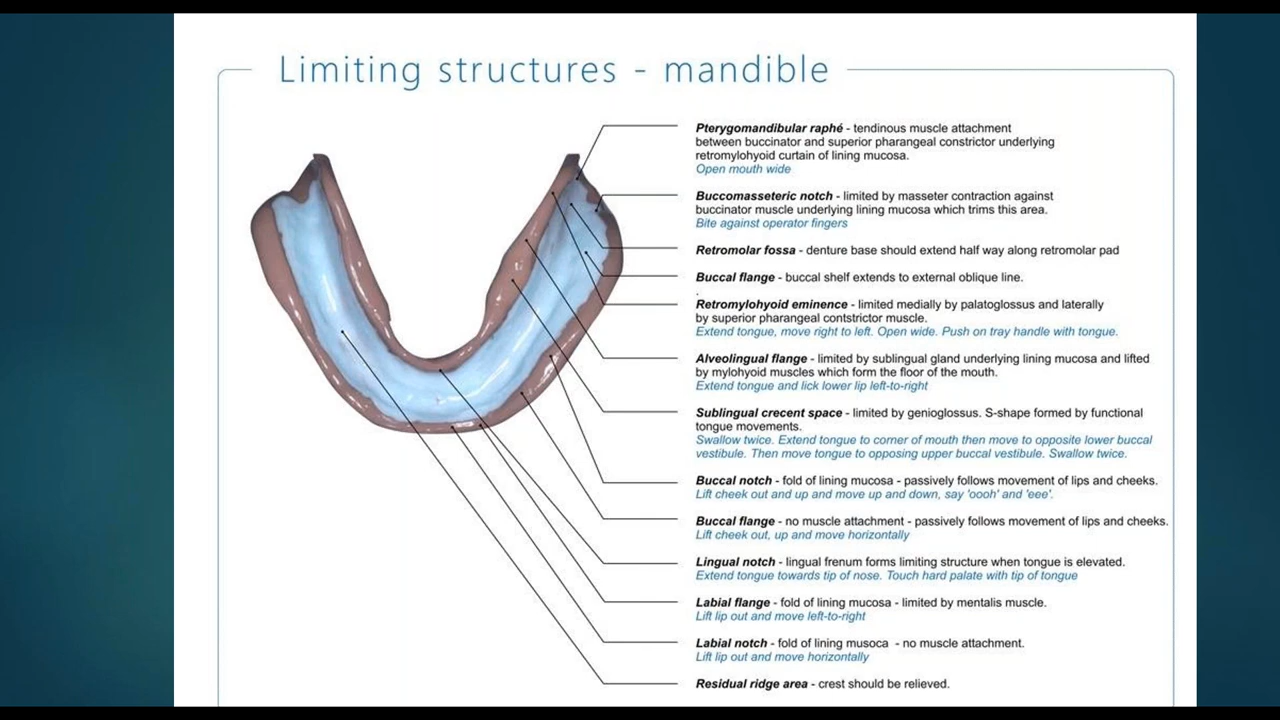 Limiting structures - mandible
Pterygomandibular raphé - tendinous muscle attachment
between buccinator and superior pharangeal constrictor underlying
retromylohyoid curtain of lining mucosa.
Open mouth wide
Buccomasseteric notch - limited by masseter contraction against
buccinator muscle underlying lining mucosa which trims this area.
Bite against operator fingers
Retromolar fossa - denture base should extend half way along retromolar pad
Buccal flange - buccal shelf extends to external oblique line.
.
Retromylohyoid eminence - limited medially by palatoglossus and laterally
by superior pharangeal contstrictor muscle.
Extend tongue, move right to left. Open wide. Push on tray handle with tongue.
Alveolingual flange - limited by sublingual gland underlying lining mucosa and lifted
by mylohyoid muscles which form the floor of the mouth.
Extend tongue and lick lower lip left-to-right
Sublingual crecent space - limited by genioglossus. S-shape formed by functional
tongue movements.
Swallow twice. Extend tongue to corner of mouth then move to opposite lower buccal
vestibule. Then move tongue to opposing upper buccal vestibule. Swallow twice.
Buccal notch - fold of lining mucosa - passively follows movement of lips and cheeks.
Lift cheek out and up and move up and down, say 'oooh' and 'eee'.
Buccal flange - no muscle attachment - passively follows movement of lips and cheeks.
Lift cheek out, up and move horizontally
Lingual notch - lingual frenum forms limiting structure when tongue is elevated.
Extend tongue towards tip of nose. Touch hard palate with tip of tongue
Labial flange - fold of lining mucosa - limited by mentalis muscle.
Lift lip out and move left-to-right
Labial notch - fold of lining musoca - no muscle attachment.
Lift lip out and move horizontally
Residual ridge area - crest should be relieved.